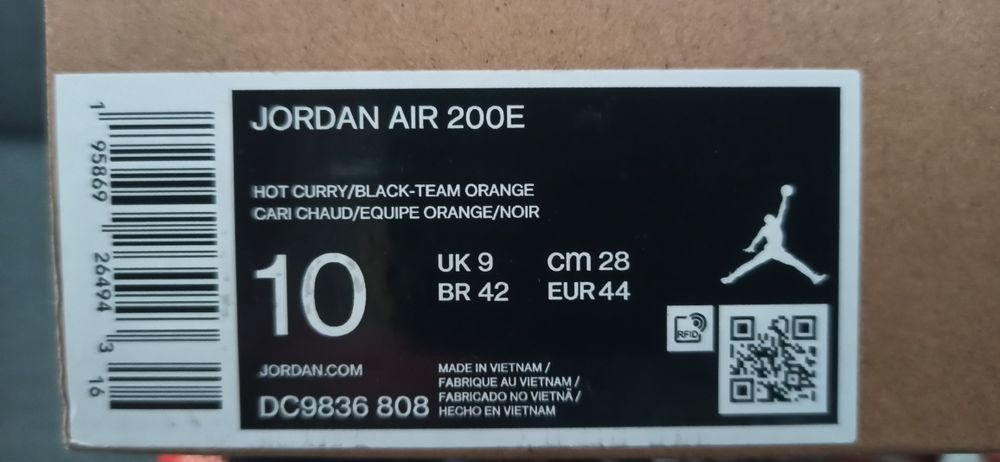 1 95869 26494 3 16
JORDAN AIR 200E
HOT CURRY/BLACK-TEAM ORANGE
CARI CHAUD/EQUIPE ORANGE/NOIR
10
UK 9 cm 28
BR 42 EUR 44
RFID
JORDAN.COM
DC9836 808
MADE IN VIETNAM /
FABRIQUE AU VIETNAM /
FABRICADO NO VIETNÃ /
HECHO EN VIETNAM